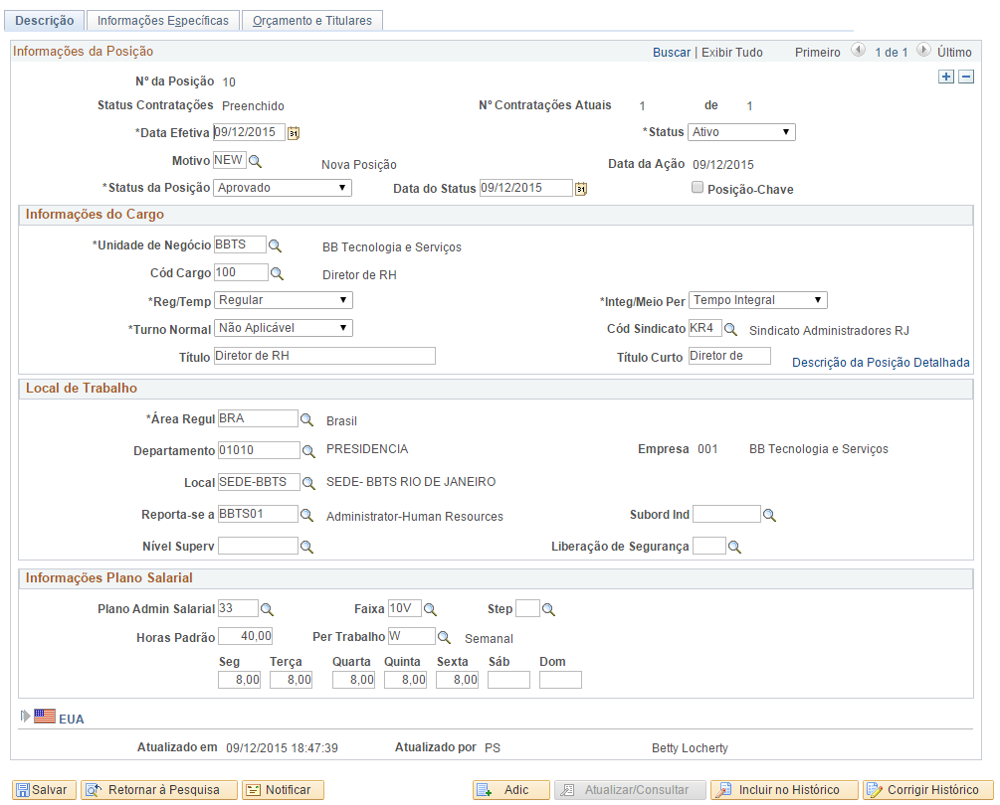 Descrição Informações Específicas Orçamento e Titulares
Informações da Posição Buscar | Exibir Tudo Primeiro 1 de 1 Último
Nº da Posição 10
Status Contratações Preenchido Nº Contratações Atuais 1 de 1
*Data Efetiva 09/12/2015 31 *Status Ativo
Motivo NEW Nova Posição Data da Ação 09/12/2015
*Status da Posição Aprovado Data do Status 09/12/2015 31 Posição-Chave
Informações do Cargo
*Unidade de Negócio BBTS BB Tecnologia e Serviços
Cód Cargo 100 Diretor de RH
*Reg/Temp Regular *Integ/Meio Per Tempo Integral
*Turno Normal Não Aplicável Cód Sindicato KR4 Sindicato Administradores RJ
Título Diretor de RH Título Curto Diretor de Descrição da Posição Detalhada
Local de Trabalho
*Área Regul BRA Brasil
Departamento 01010 PRESIDENCIA Empresa 001 BB Tecnologia e Serviços
Local SEDE-BBTS SEDE- BBTS RIO DE JANEIRO
Reporta-se a BBTS01 Administrator-Human Resources Subord Ind
Nível Superv Liberação de Segurança
Informações Plano Salarial
Plano Admin Salarial 33 Faixa 10V Step
Horas Padrão 40,00 Per Trabalho W Semanal
Seg Terça Quarta Quinta Sexta Sáb Dom
8,00 8,00 8,00 8,00 8,00
EUA
Atualizado em 09/12/2015 18:47:39 Atualizado por PS Betty Locherty
Salvar Retornar à Pesquisa Notificar Adic Atualizar/Consultar Incluir no Histórico Corrigir Histórico